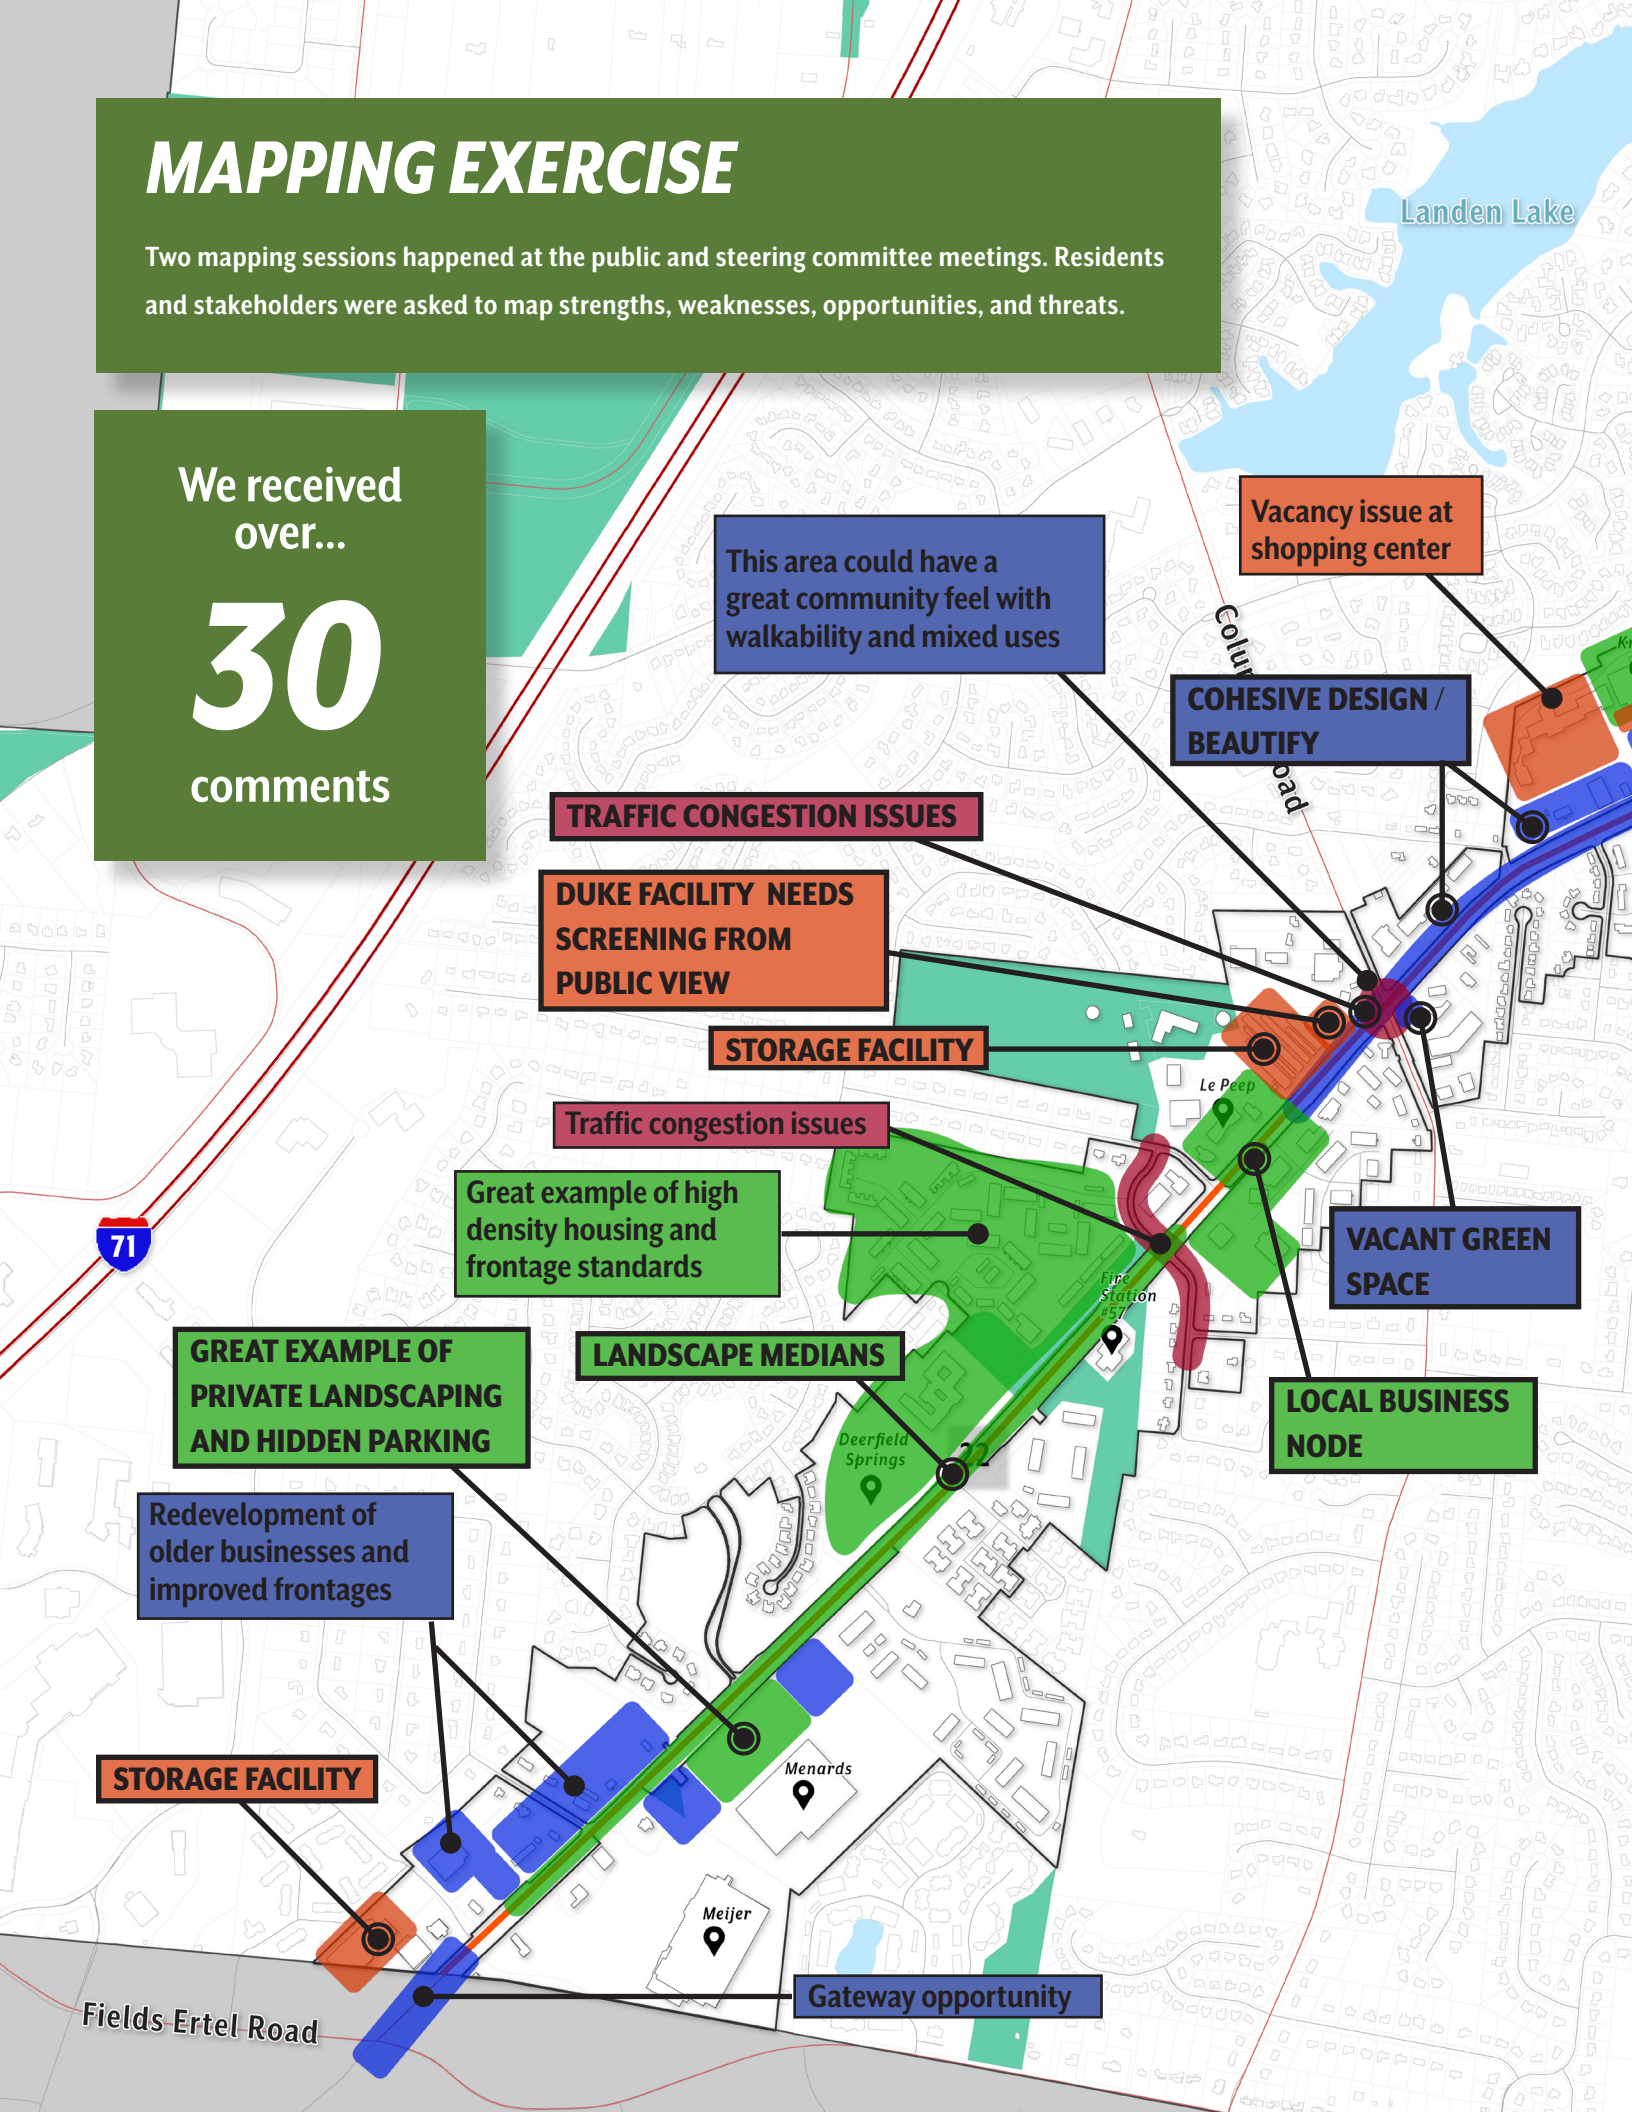 MAPPING EXERCISE
Two mapping sessions happened at the public and steering committee meetings. Residents
and stakeholders were asked to map strengths, weaknesses, opportunities, and threats.
Landen Lake
We received
over...
30
comments
Vacancy issue at
shopping center
This area could have a
great community feel with
walkability and mixed uses
COHESIVE DESIGN /
BEAUTIFY
TRAFFIC CONGESTION ISSUES
DUKE FACILITY NEEDS
SCREENING FROM
PUBLIC VIEW
STORAGE FACILITY
Le Peep
Traffic congestion issues
Great example of high
density housing and
frontage standards
71
VACANT GREEN
SPACE
Fire
Station
#57
GREAT EXAMPLE OF
PRIVATE LANDSCAPING
AND HIDDEN PARKING
LANDSCAPE MEDIANS
LOCAL BUSINESS
NODE
Deerfield
Springs
22
Redevelopment of
older businesses and
improved frontages
Menards
STORAGE FACILITY
Meijer
Gateway opportunity
Fields Ertel Road